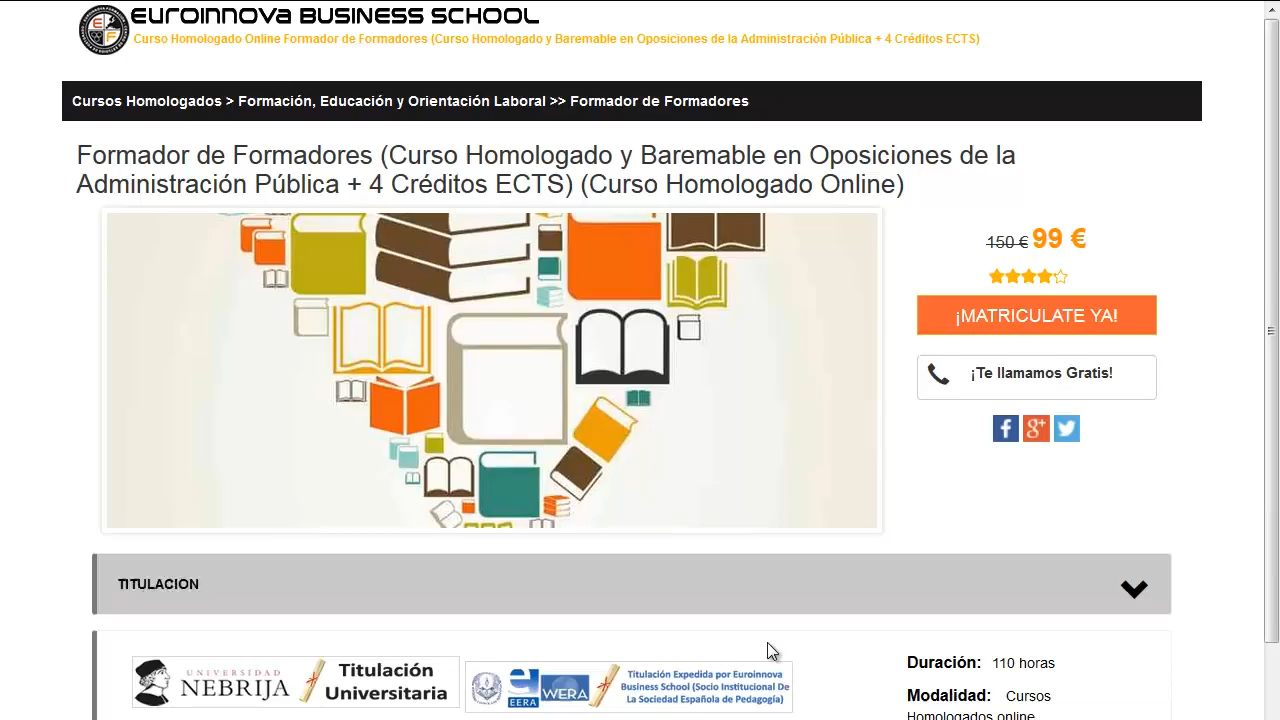 EUROINNOVA BUSINESS SCHOOL
Curso Homologado Online Formador de Formadores (Curso Homologado y Baremable en Oposiciones de la Administración Pública + 4 Créditos ECTS)
Cursos Homologados > Formación, Educación y Orientación Laboral >> Formador de Formadores
Formador de Formadores (Curso Homologado y Baremable en Oposiciones de la
Administración Pública + 4 Créditos ECTS) (Curso Homologado Online)
150 € 99 €
¡MATRICULATE YA!
¡Te llamamos Gratis!
TITULACION
UNIVERSIDAD
NEBRIJA
Titulación
Universitaria
EERA
WERA
Titulación Expedida por Euroinnova
Business School (Socio Institucional De
La Sociedad Española de Pedagogía)
Duración: 110 horas
Modalidad: Cursos
Homologados online